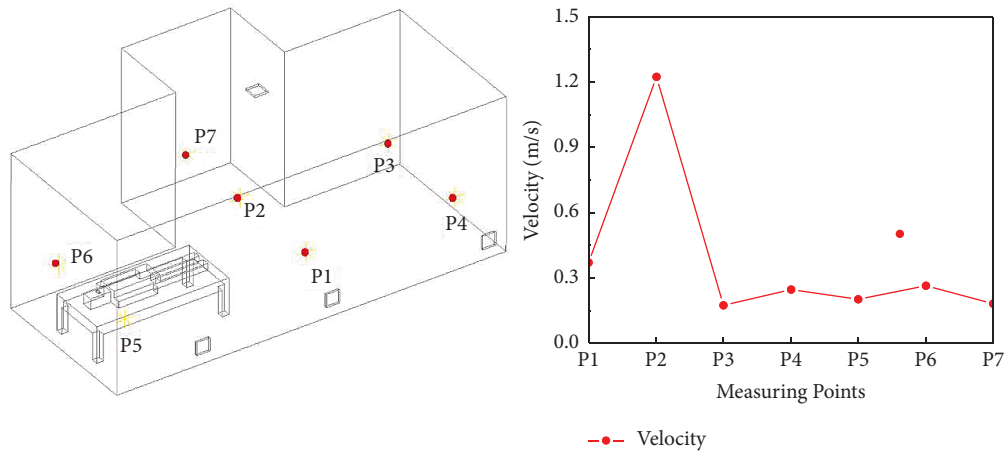 P7
P3
P2
P4
P6
P1
P5
1.5
1.2
0.9
0.6
0.3
0.0
Velocity (m/s)
P1 P2 P3 P4 P5 P6 P7
Measuring Points
Velocity